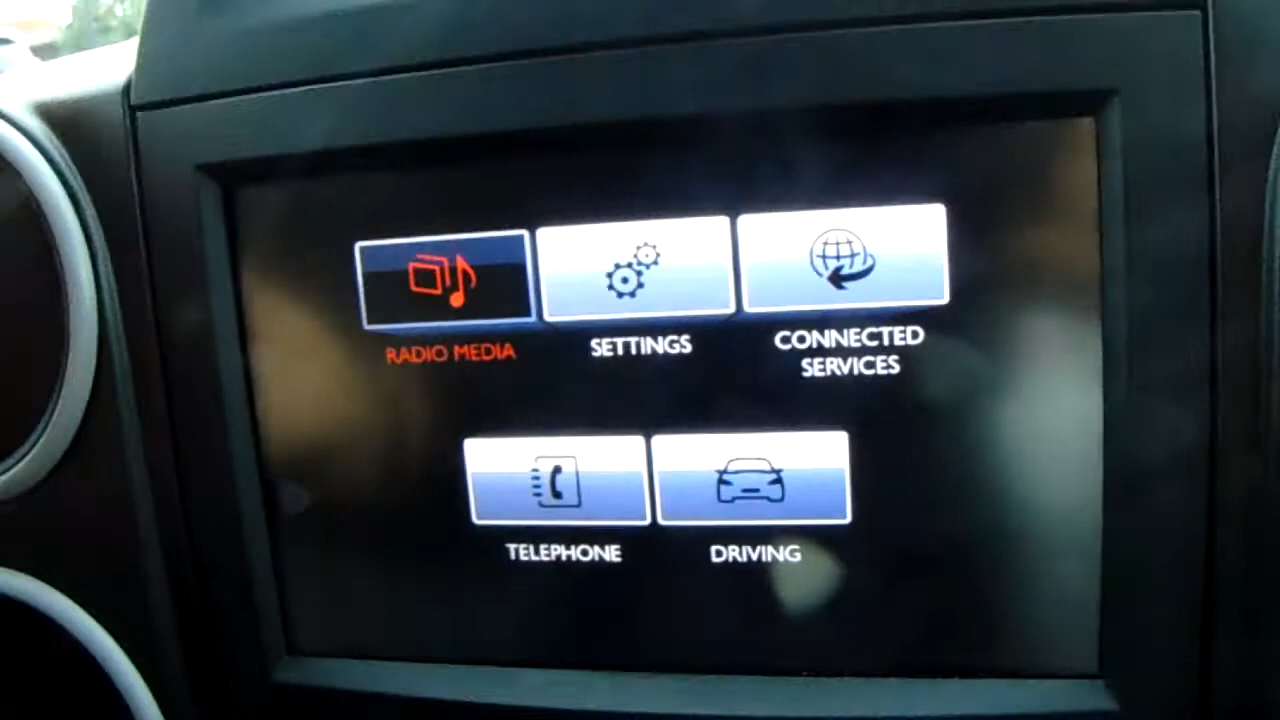 RADIO MEDIA
SETTINGS
CONNECTED
SERVICES
TELEPHONE
DRIVING